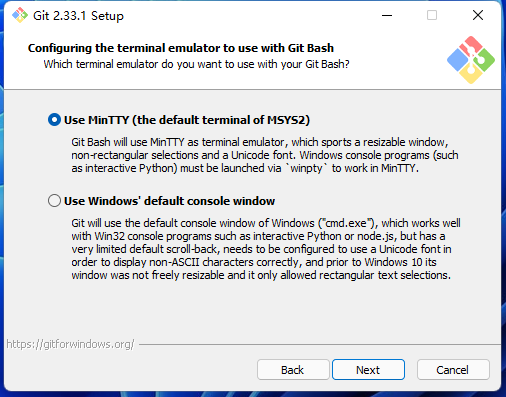 Git 2.33.1 Setup
Configuring the terminal emulator to use with Git Bash
Which terminal emulator do you want to use with your Git Bash?
Use MinTTY (the default terminal of MSYS2)
Git Bash will use MinTTY as terminal emulator, which sports a resizable window,
non-rectangular selections and a Unicode font. Windows console programs (such
as interactive Python) must be launched via `winpty` to work in MinTTY.
Use Windows' default console window
Git will use the default console window of Windows ("cmd.exe"), which works well
with Win32 console programs such as interactive Python or node.js, but has a
very limited default scroll-back, needs to be configured to use a Unicode font in
order to display non-ASCII characters correctly, and prior to Windows 10 its
window was not freely resizable and it only allowed rectangular text selections.
https://gitforwindows.org/
Back
Next
Cancel